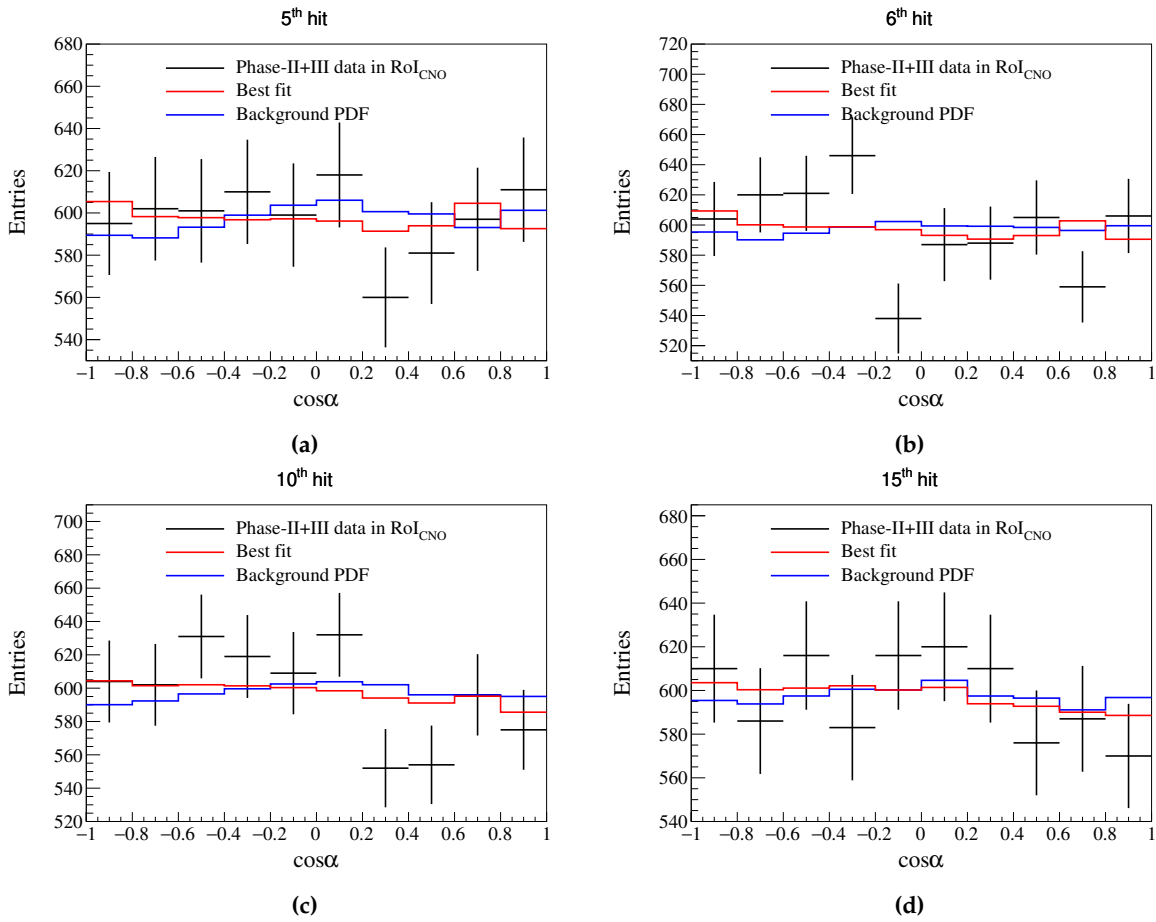 5th hit
680
660
640
620
600
580
560
540
Entries
Phase-II+III data in RoI_CNO
Best fit
Background PDF
−1 −0.8 −0.6 −0.4 −0.2 0 0.2 0.4 0.6 0.8 1
cosα
(a)
6th hit
720
700
680
660
640
620
600
580
560
540
520
Entries
Phase-II+III data in RoI_CNO
Best fit
Background PDF
−1 −0.8 −0.6 −0.4 −0.2 0 0.2 0.4 0.6 0.8 1
cosα
(b)
10th hit
700
680
660
640
620
600
580
560
540
520
Entries
Phase-II+III data in RoI_CNO
Best fit
Background PDF
−1 −0.8 −0.6 −0.4 −0.2 0 0.2 0.4 0.6 0.8 1
cosα
(c)
15th hit
680
660
640
620
600
580
560
540
Entries
Phase-II+III data in RoI_CNO
Best fit
Background PDF
−1 −0.8 −0.6 −0.4 −0.2 0 0.2 0.4 0.6 0.8 1
cosα
(d)